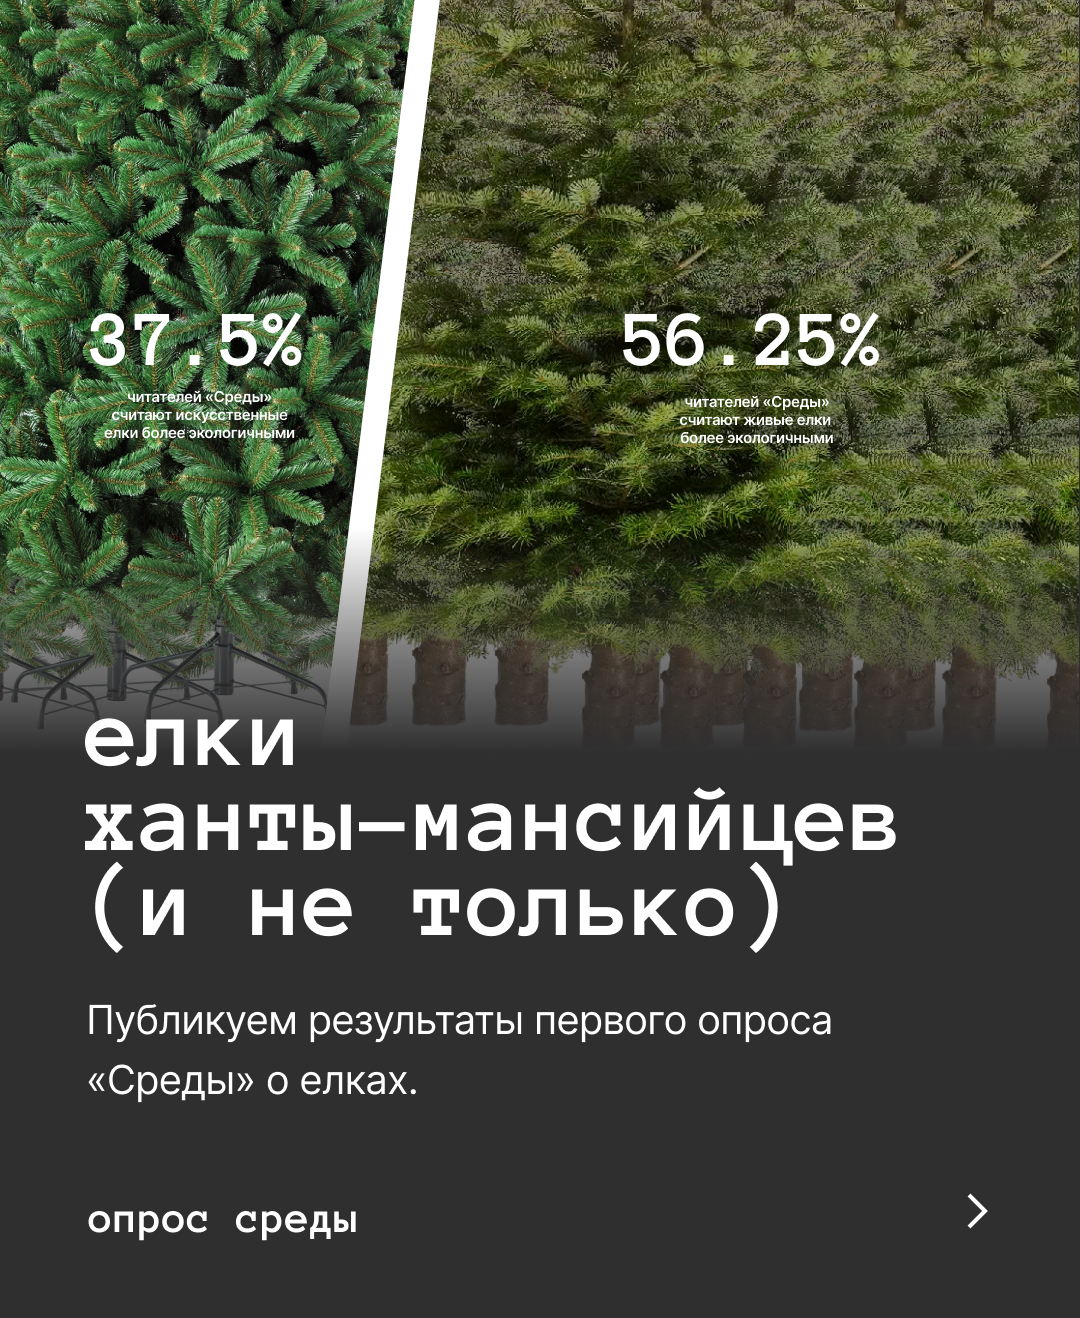 37.5%
читателей «Среды»
считают искусственные
елки более экологичными
56.25%
читателей «Среды»
считают живые елки
более экологичными
елки
ханты—мансийцев
(и не только)
Публикуем результаты первого опроса
«Среды» о елках.
опрос среды